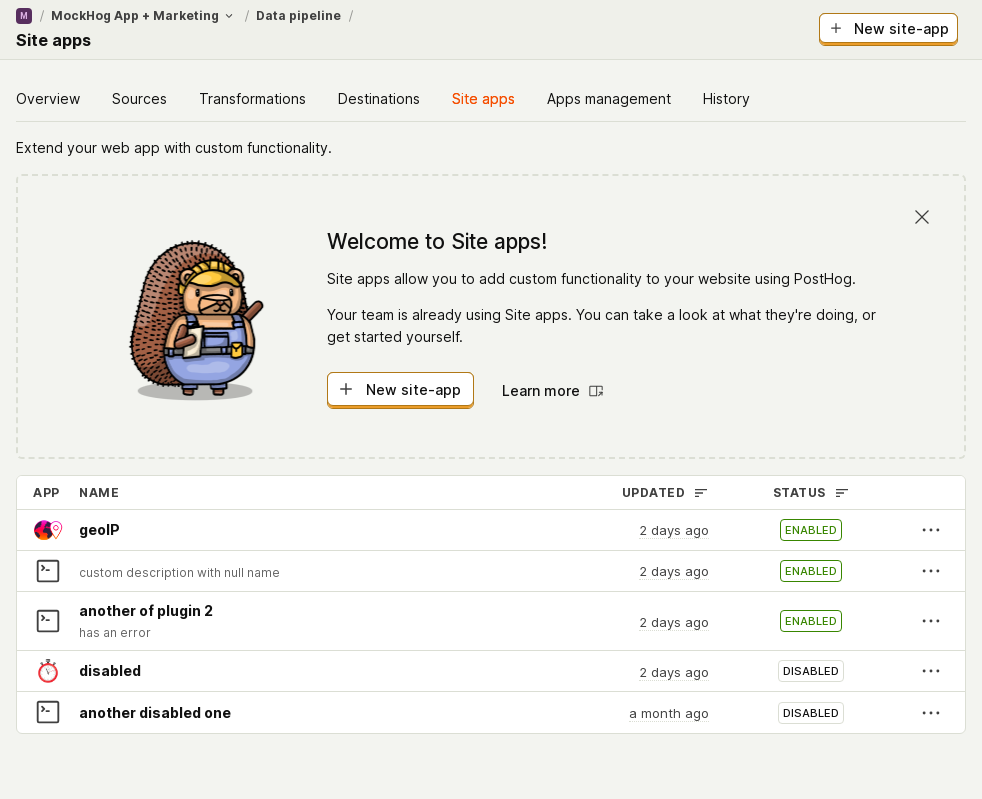 M / MockHog App + Marketing / Data pipeline /
Site apps
New site-app
Overview Sources Transformations Destinations Site apps Apps management History
Extend your web app with custom functionality.
Welcome to Site apps!
Site apps allow you to add custom functionality to your website using PostHog.
Your team is already using Site apps. You can take a look at what they're doing, or
get started yourself.
New site-app Learn more
APP NAME UPDATED STATUS
geoIP 2 days ago ENABLED
custom description with null name 2 days ago ENABLED
another of plugin 2
has an error
2 days ago ENABLED
disabled 2 days ago DISABLED
another disabled one a month ago DISABLED